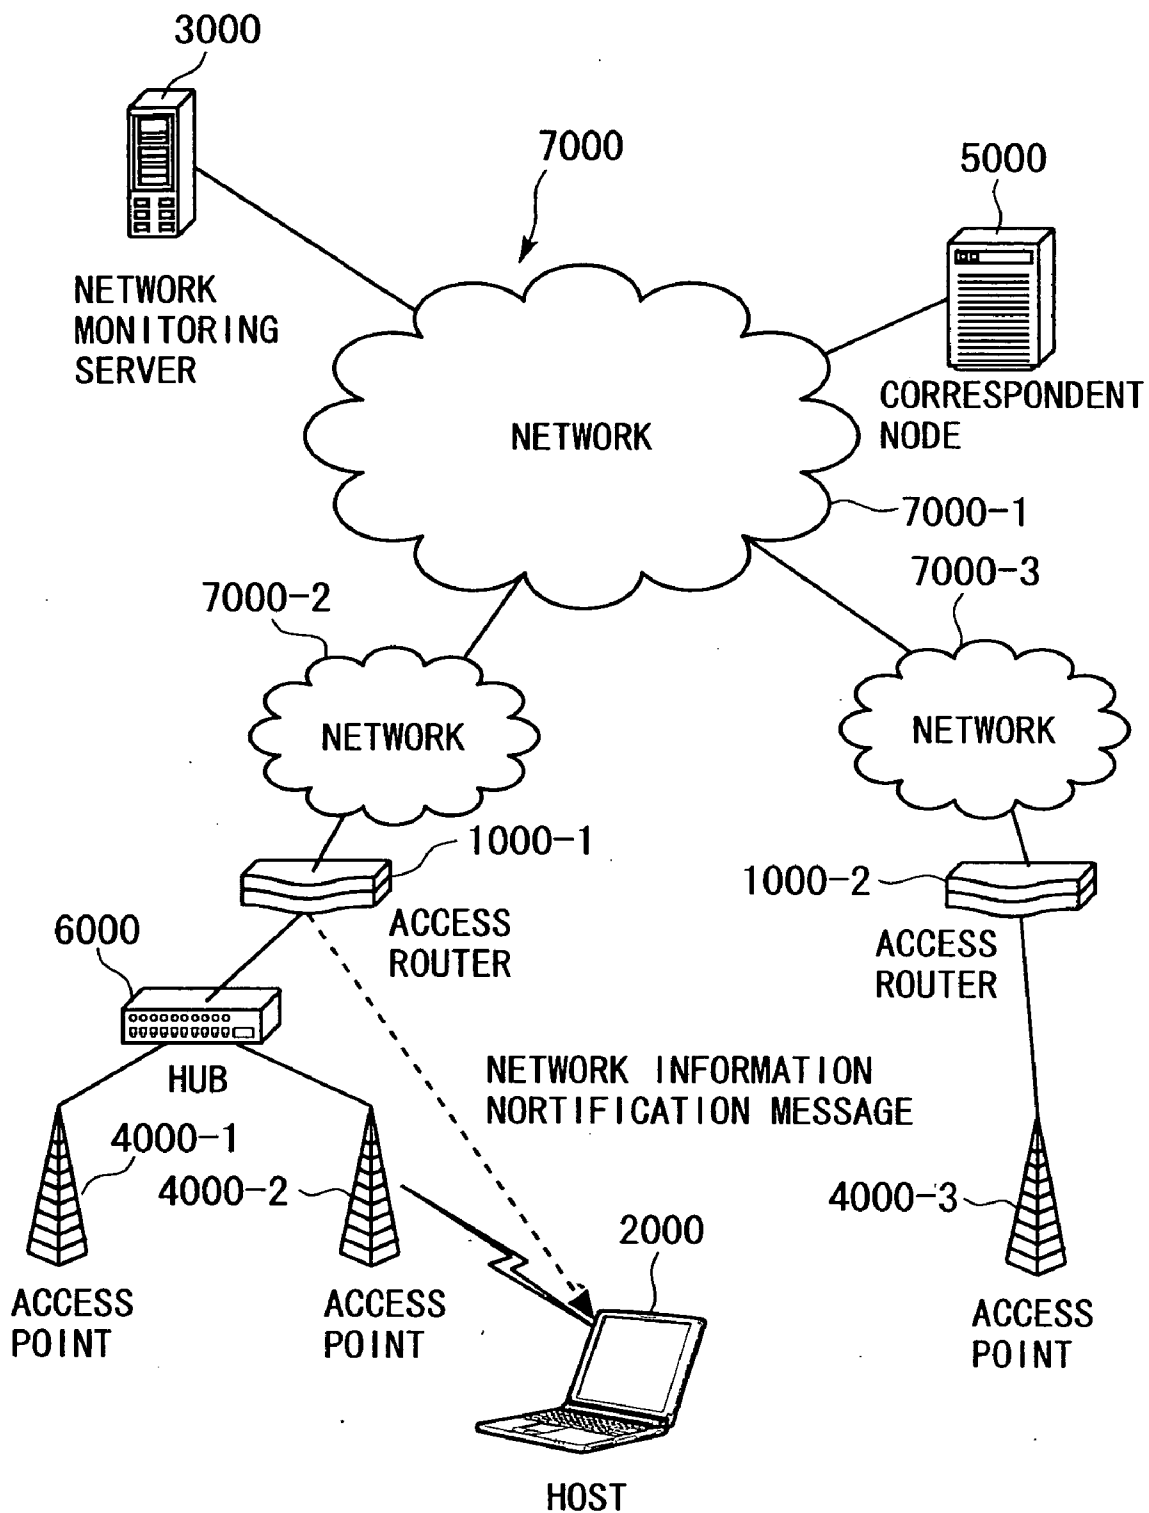 3000
7000
5000
NETWORK
MONITORING
SERVER
CORRESPONDENT
NODE
NETWORK
7000-1
7000-3
7000-2
NETWORK
NETWORK
1000-1
1000-2
ACCESS
ROUTER
6000
ACCESS
ROUTER
HUB
NETWORK INFORMATION
NORTIFICATION MESSAGE
4000-1
4000-2
4000-3
2000
ACCESS
POINT
ACCESS
POINT
ACCESS
POINT
HOST